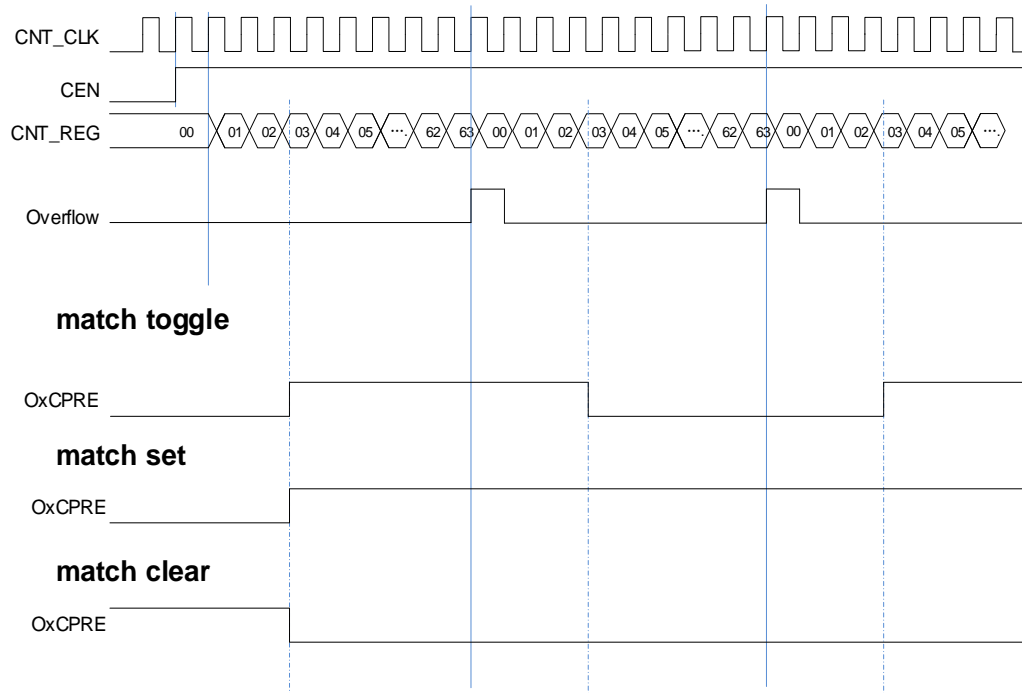 CNT_CLK
CEN
CNT_REG 00 01 02 03 04 05 ···. 62 63 00 01 02 03 04 05 ···. 62 63 00 01 02 03 04 05 ···.
Overflow
match toggle
OxCPRE
match set
OxCPRE
match clear
OxCPRE